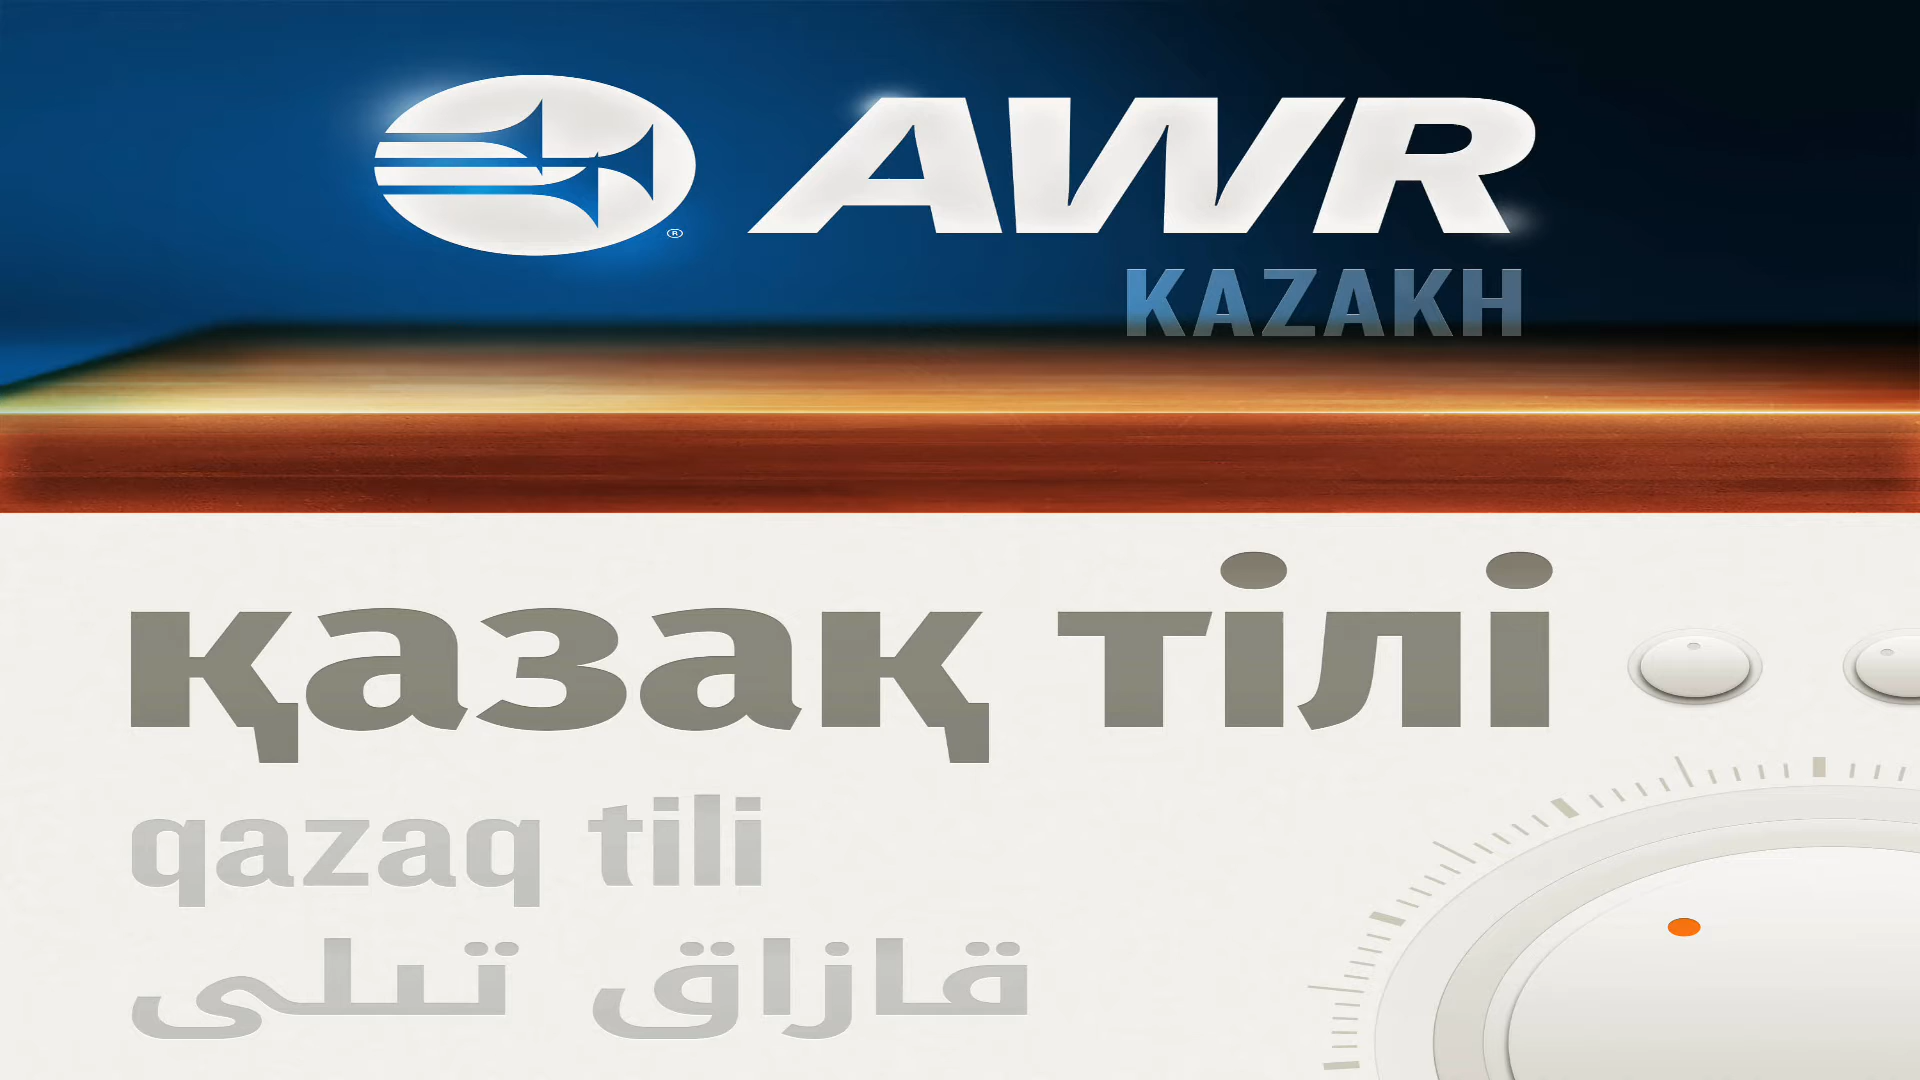 AWR
®
KAZAKH
қазақ тілі
qazaq tili
قازاق تىلى